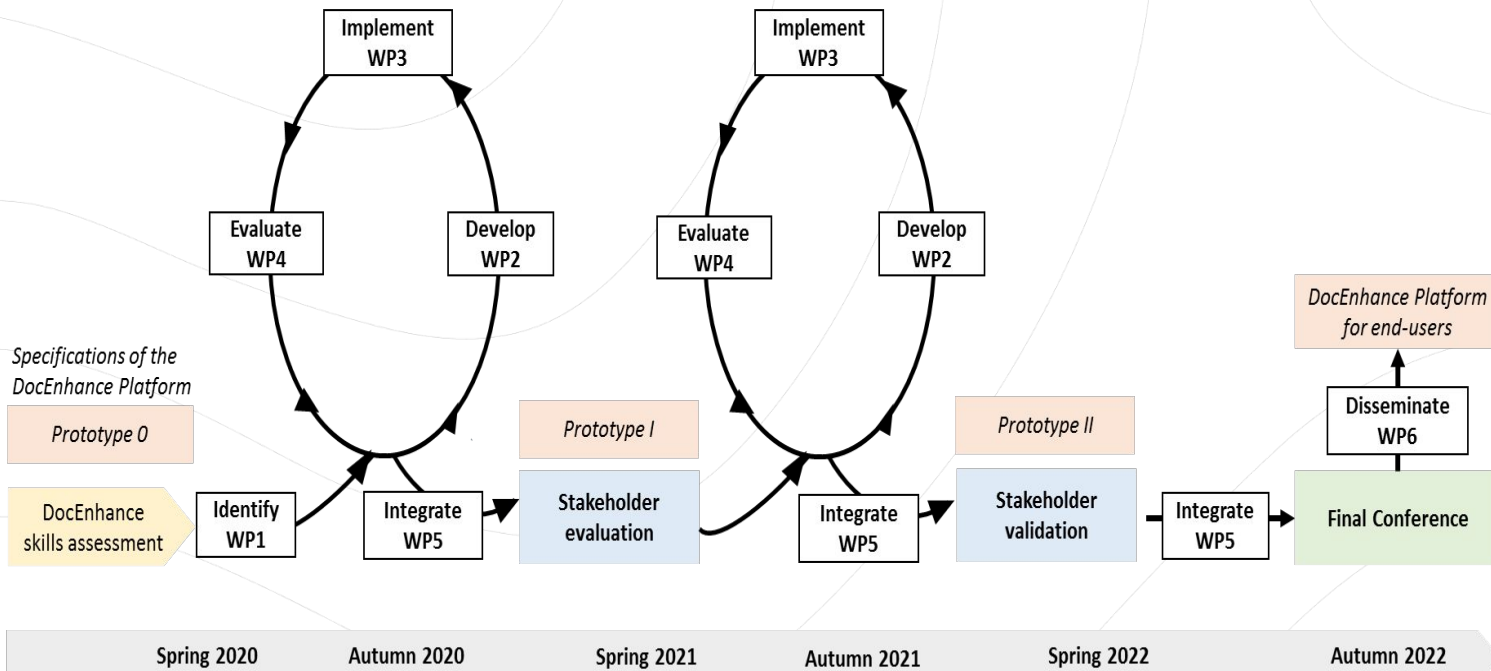 Implement
WP3
Evaluate
WP4
Develop
WP2
Implement
WP3
Evaluate
WP4
Develop
WP2
Specifications of the
DocEnhance Platform
Prototype 0
DocEnhance
skills assessment
Identify
WP1
Integrate
WP5
Prototype I
Stakeholder
evaluation
Integrate
WP5
Prototype II
Stakeholder
validation
Integrate
WP5
DocEnhance Platform
for end-users
Disseminate
WP6
Final Conference
Spring 2020
Autumn 2020
Spring 2021
Autumn 2021
Spring 2022
Autumn 2022